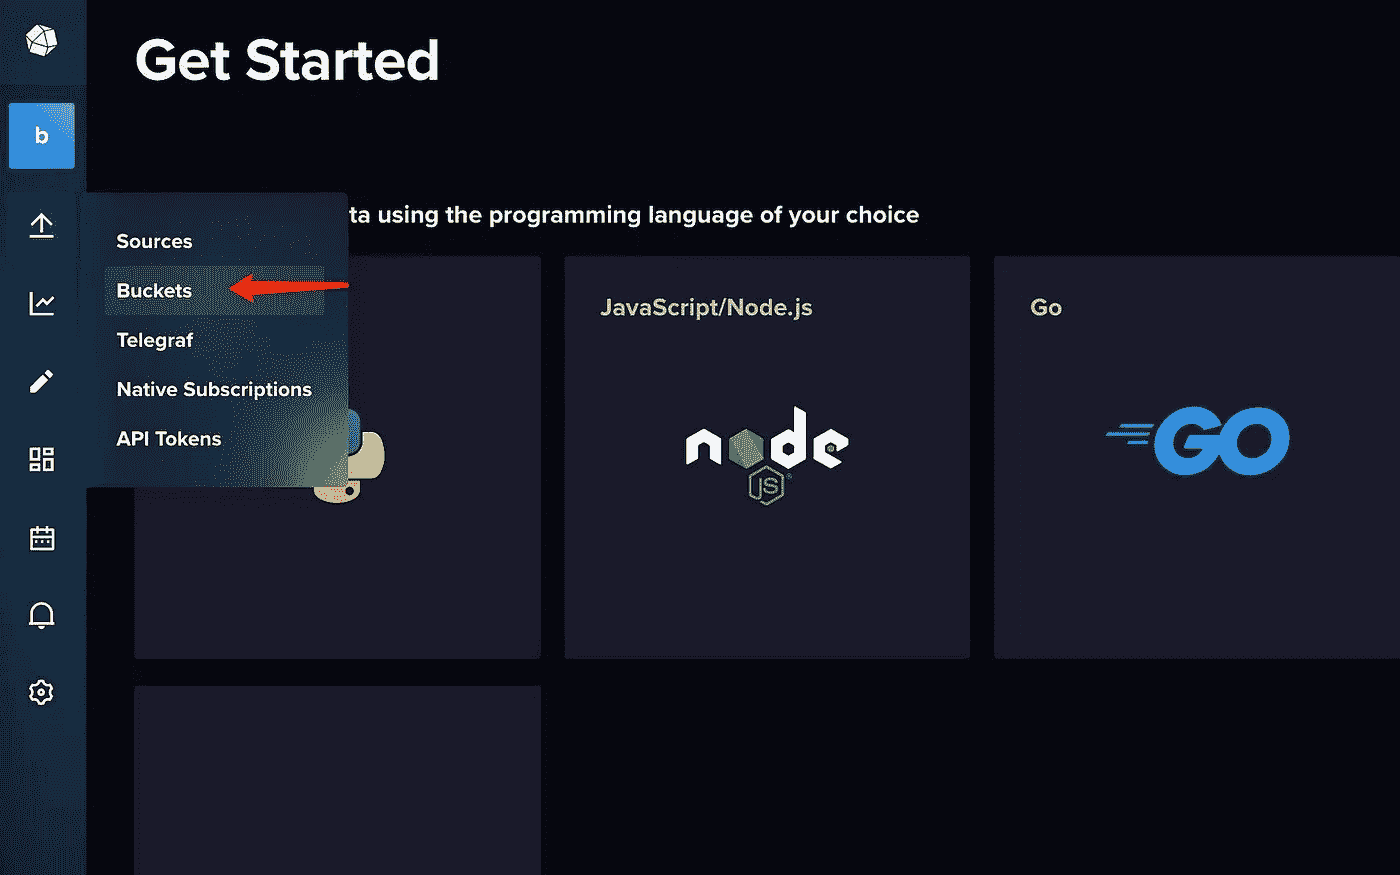 Get Started
b
ta using the programming language of your choice
Sources
Buckets
Telegraf
Native Subscriptions
API Tokens
JavaScript/Node.js
Go
node
JS
GO